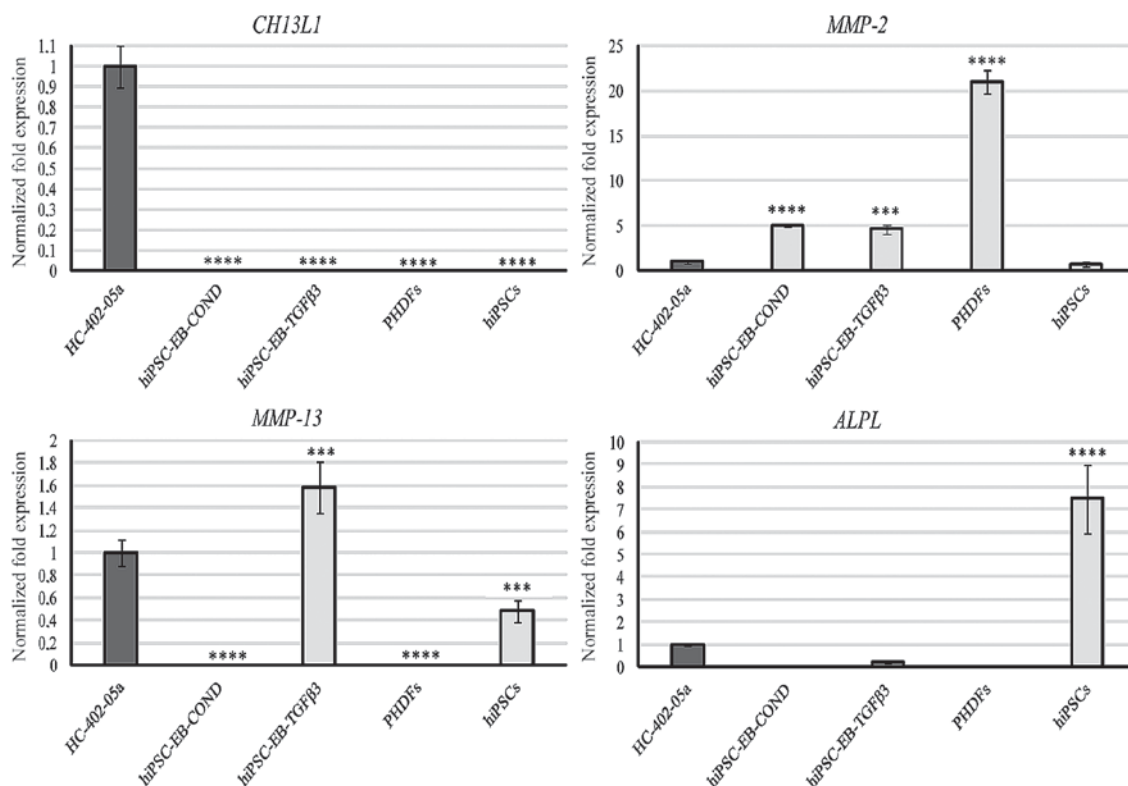 CH13L1
Normalized fold expression
1.1
1
0.9
0.8
0.7
0.6
0.5
0.4
0.3
0.2
0.1
0
**** **** **** ****
HC-402-05a
hiPSC-EB-COND
hiPSC-EB-TGFβ3
PHDFs
hiPSCs
MMP-2
Normalized fold expression
25
20
15
10
5
0
**** *** ****
HC-402-05a
hiPSC-EB-COND
hiPSC-EB-TGFβ3
PHDFs
hiPSCs
MMP-13
Normalized fold expression
2
1.8
1.6
1.4
1.2
1
0.8
0.6
0.4
0.2
0
**** *** **** ***
HC-402-05a
hiPSC-EB-COND
hiPSC-EB-TGFβ3
PHDFs
hiPSCs
ALPL
Normalized fold expression
10
9
8
7
6
5
4
3
2
1
0
****
HC-402-05a
hiPSC-EB-COND
hiPSC-EB-TGFβ3
PHDFs
hiPSCs